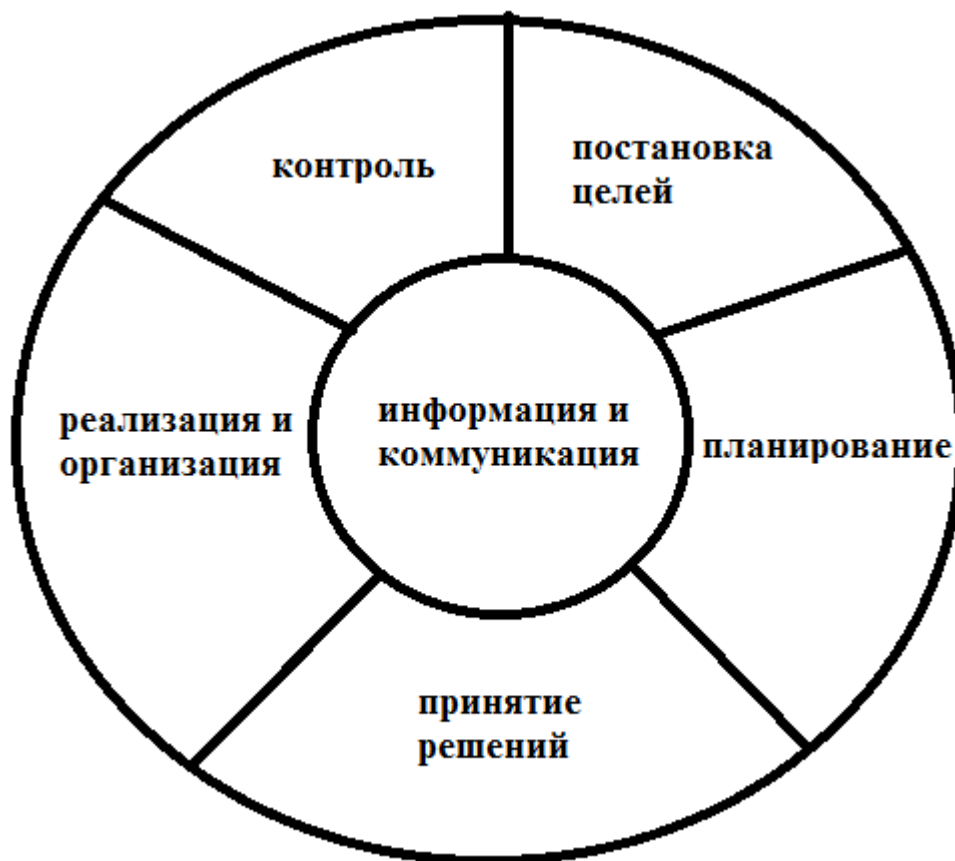 контроль
постановка
целей
реализация и
организация
информация и
коммуникация
планирование
принятие
решений